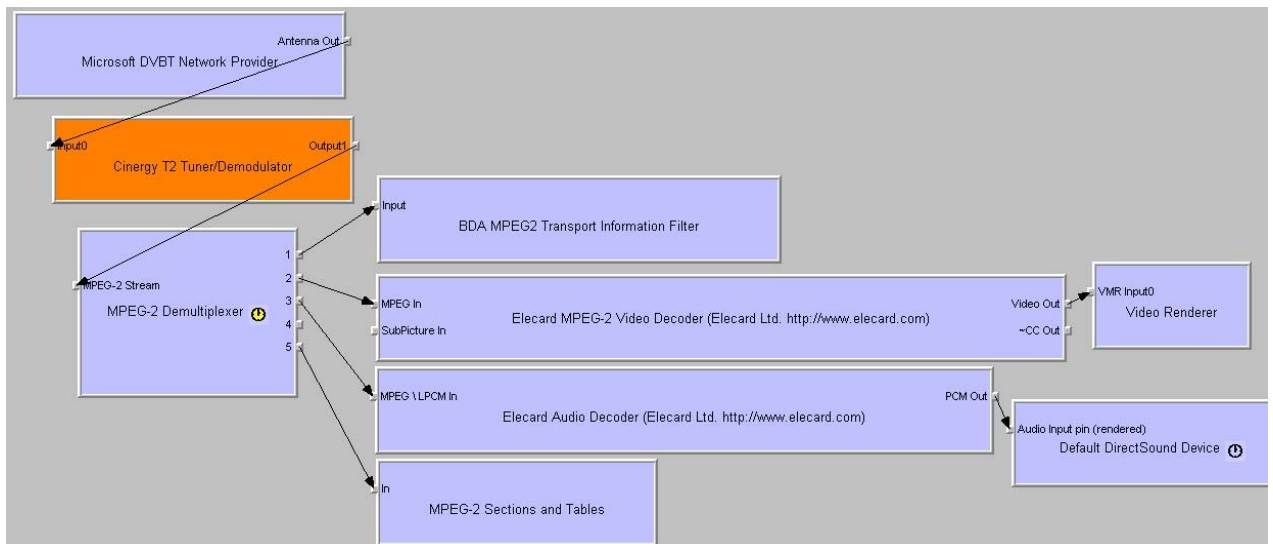 Antenna Out
Microsoft DVBT Network Provider
Input0
Output1
Cinergy T2 Tuner/Demodulator
Input
BDA MPEG2 Transport Information Filter
1
2
3
4
5
MPEG-2 Stream
MPEG-2 Demultiplexer
MPEG In
SubPicture In
Elecard MPEG-2 Video Decoder (Elecard Ltd. http://www.elecard.com)
Video Out
~CC Out
VMR Input0
Video Renderer
MPEG \ LPCM In
PCM Out
Elecard Audio Decoder (Elecard Ltd. http://www.elecard.com)
Audio Input pin (rendered)
Default DirectSound Device
In
MPEG-2 Sections and Tables